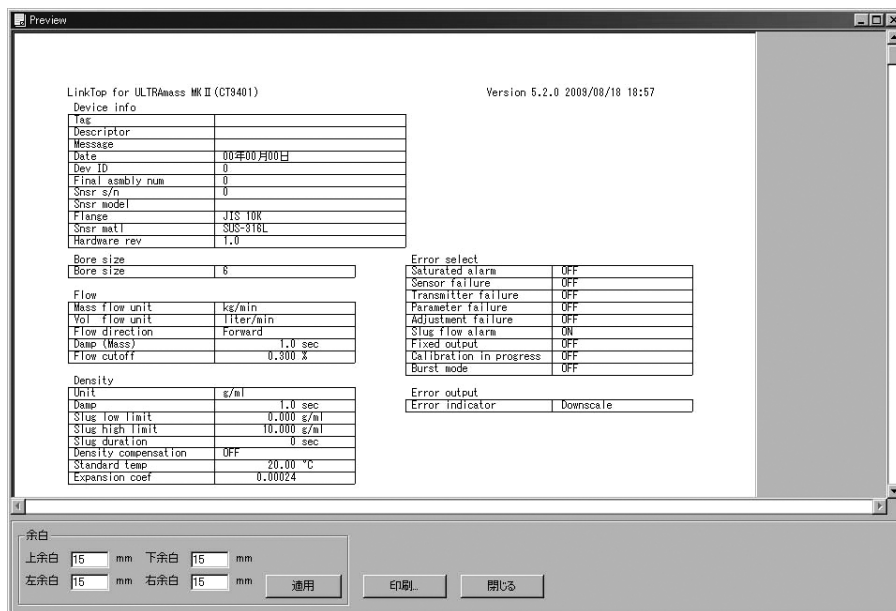 Preview
LinkTop for ULTRAmass MKⅡ(CT9401) Version 5.2.0 2009/08/18 18:57
Device info
Tag
Descriptor
Message
Date 00年00月00日
Dev ID 0
Final asmbly num 0
Snsr s/n 0
Snsr model
Flange JIS 10K
Snsr matl SUS-316L
Hardware rev 1.0
Bore size
Bore size 6
Flow
Mass flow unit kg/min
Vol flow unit liter/min
Flow direction Forward
Damp (Mass) 1.0 sec
Flow cutoff 0.300 %
Density
Unit g/ml
Damp 1.0 sec
Slug low limit 0.000 g/ml
Slug high limit 10.000 g/ml
Slug duration 0 sec
Density compensation OFF
Standard temp 20.00 °C
Expansion coef 0.00024
Error select
Saturated alarm OFF
Sensor failure OFF
Transmitter failure OFF
Parameter failure OFF
Adjustment failure OFF
Slug flow alarm ON
Fixed output OFF
Calibration in progress OFF
Burst mode OFF
Error output
Error indicator Downscale
余白
上余白 15 mm 下余白 15 mm
左余白 15 mm 右余白 15 mm 適用 印刷... 閉じる